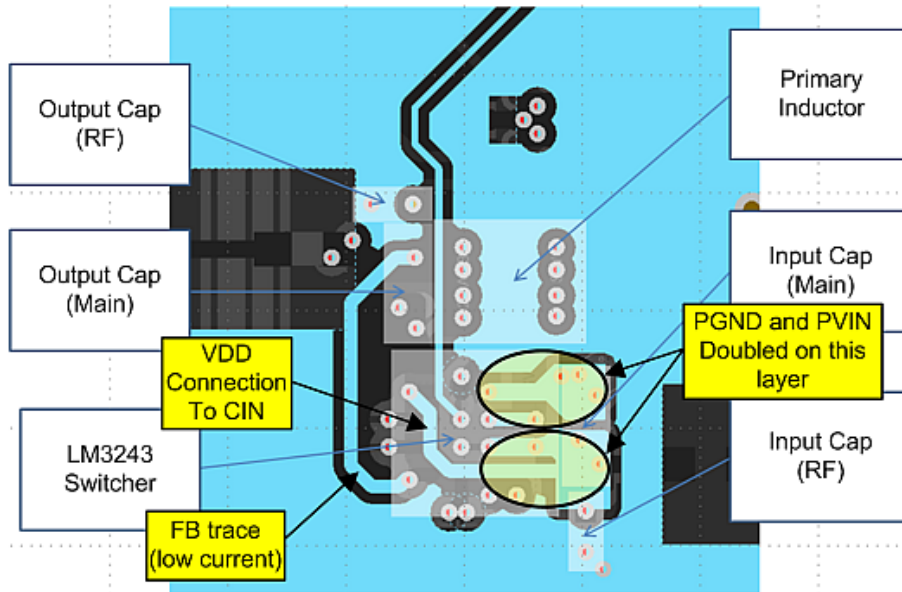 Output Cap
(RF)
Output Cap
(Main)
VDD
Connection
To CIN
LM3243
Switcher
FB trace
(low current)
Primary
Inductor
Input Cap
(Main)
PGND and PVIN
Doubled on this
layer
Input Cap
(RF)